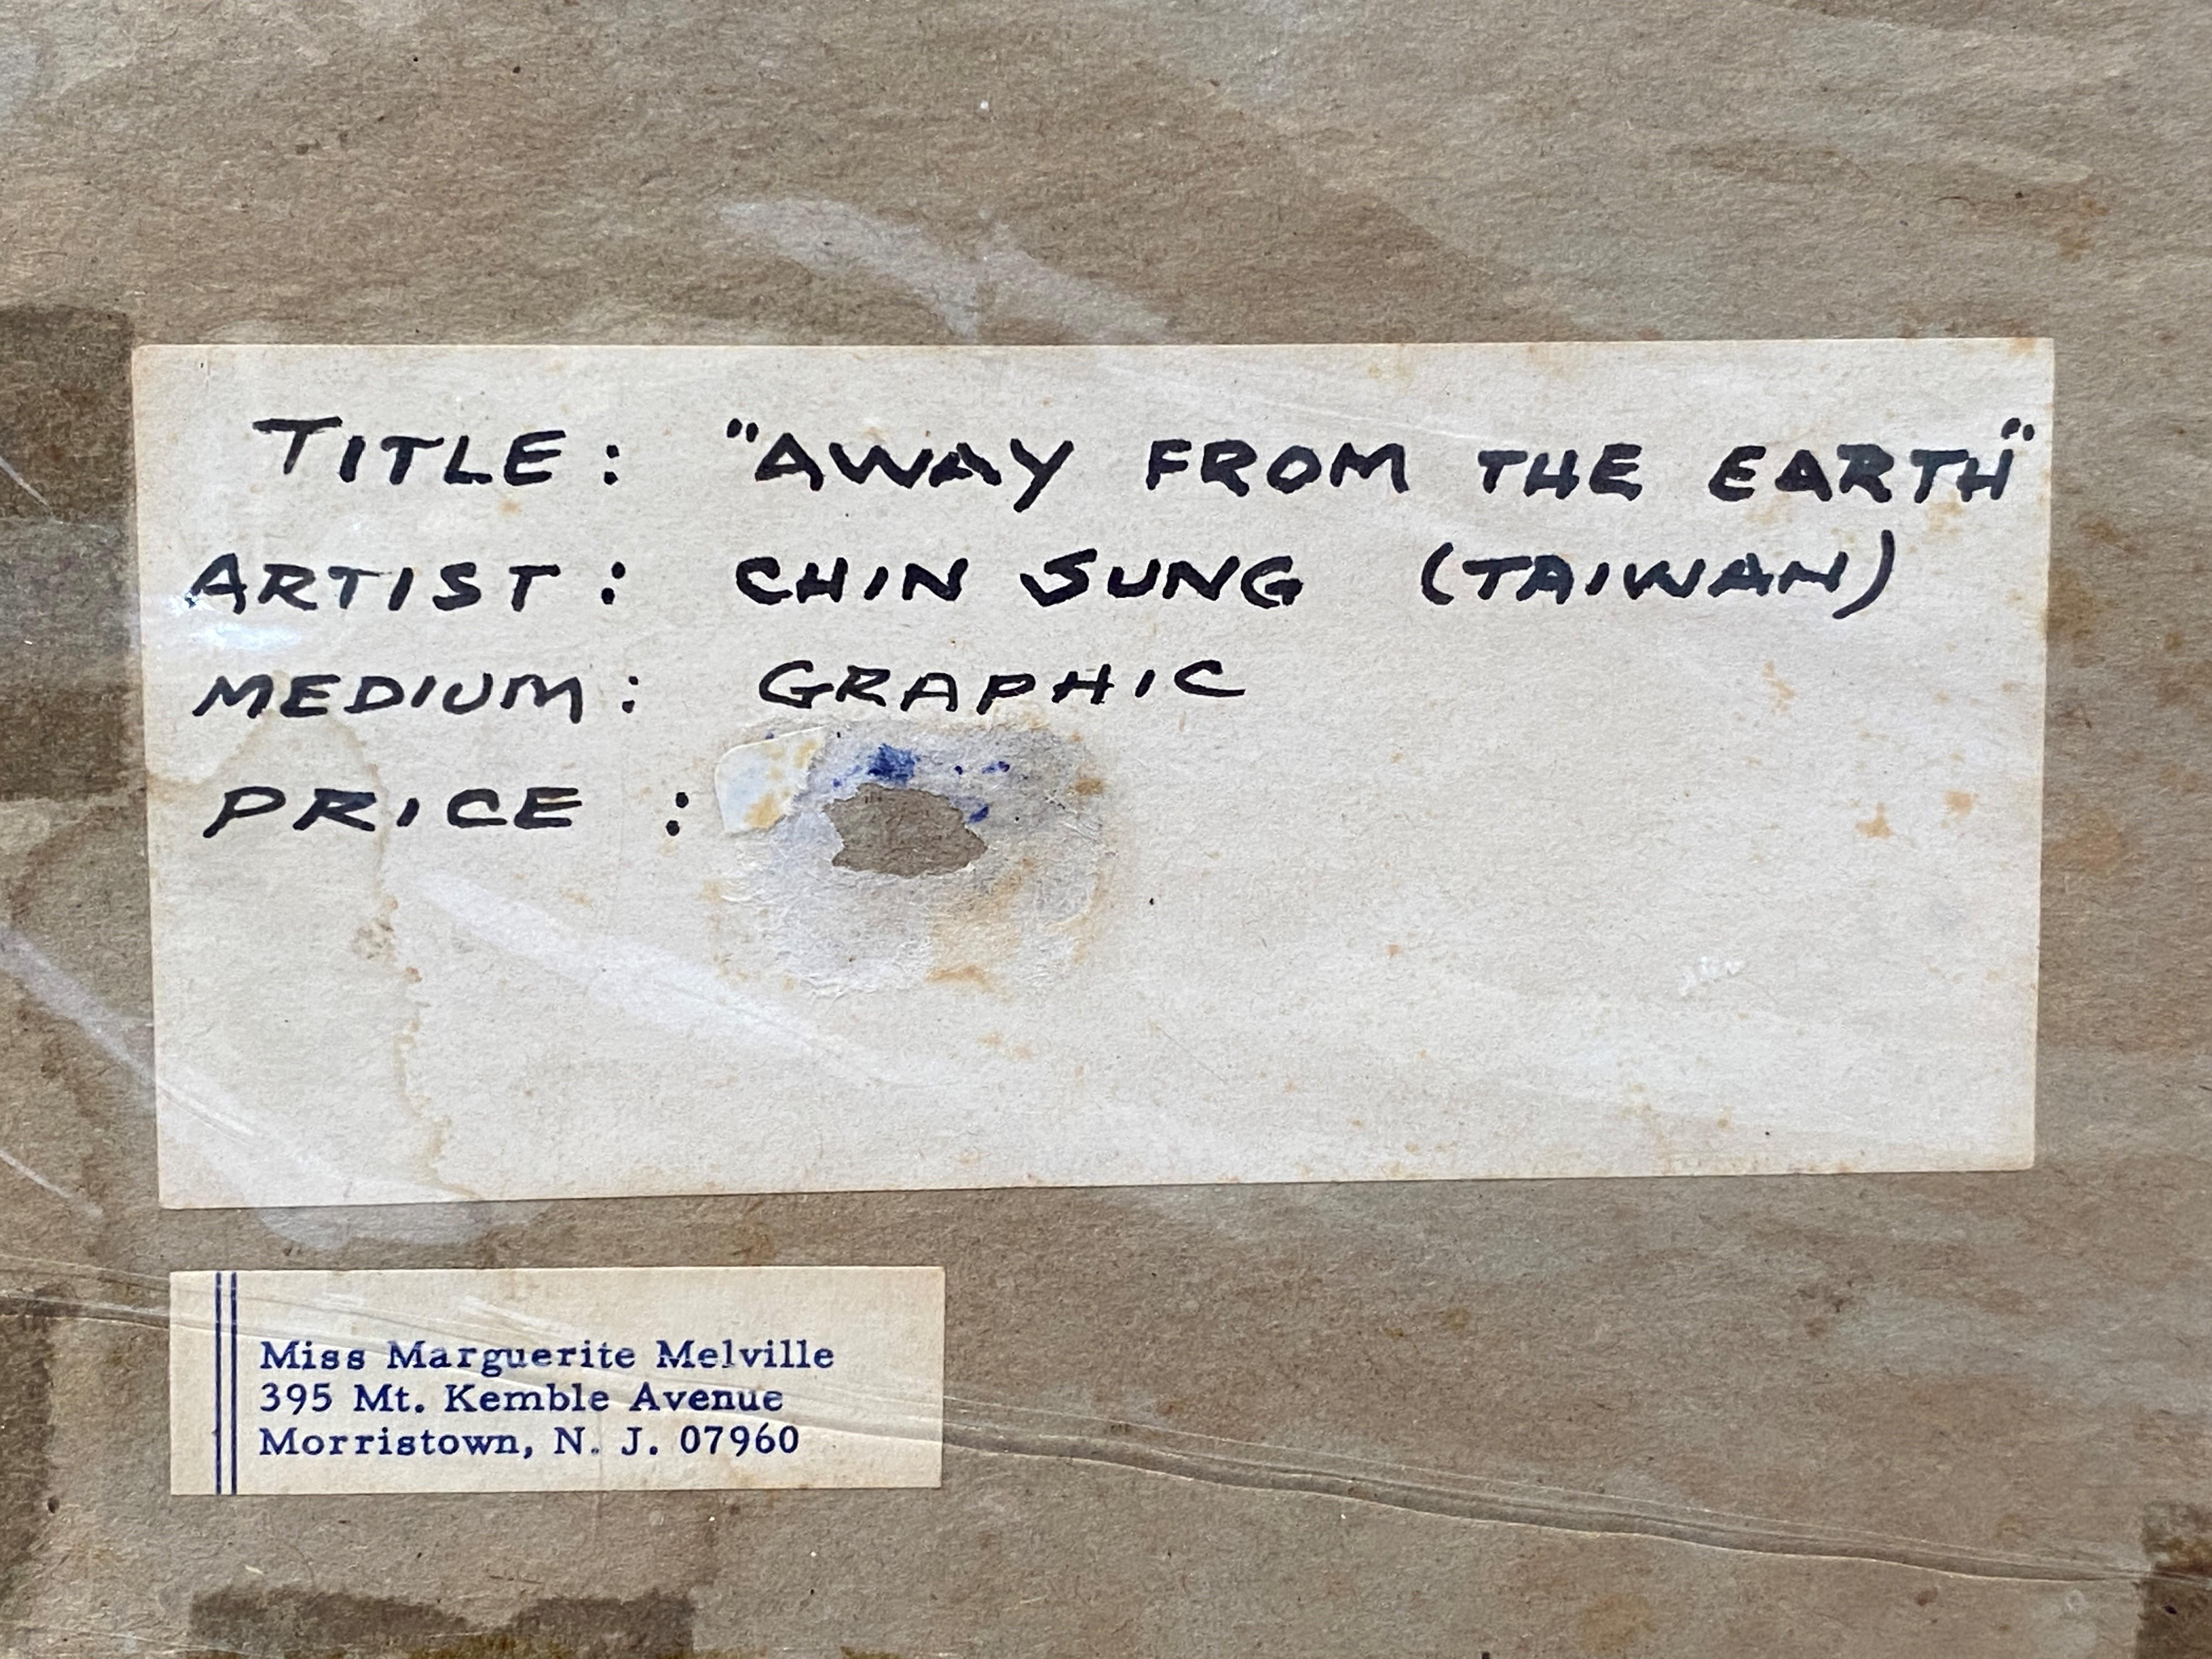 TITLE: "AWAY FROM THE EARTH"
ARTIST: CHIN SUNG (TAIWAN)
MEDIUM: GRAPHIC
PRICE :
Miss Marguerite Melville
395 Mt. Kemble Avenue
Morristown, N. J. 07960